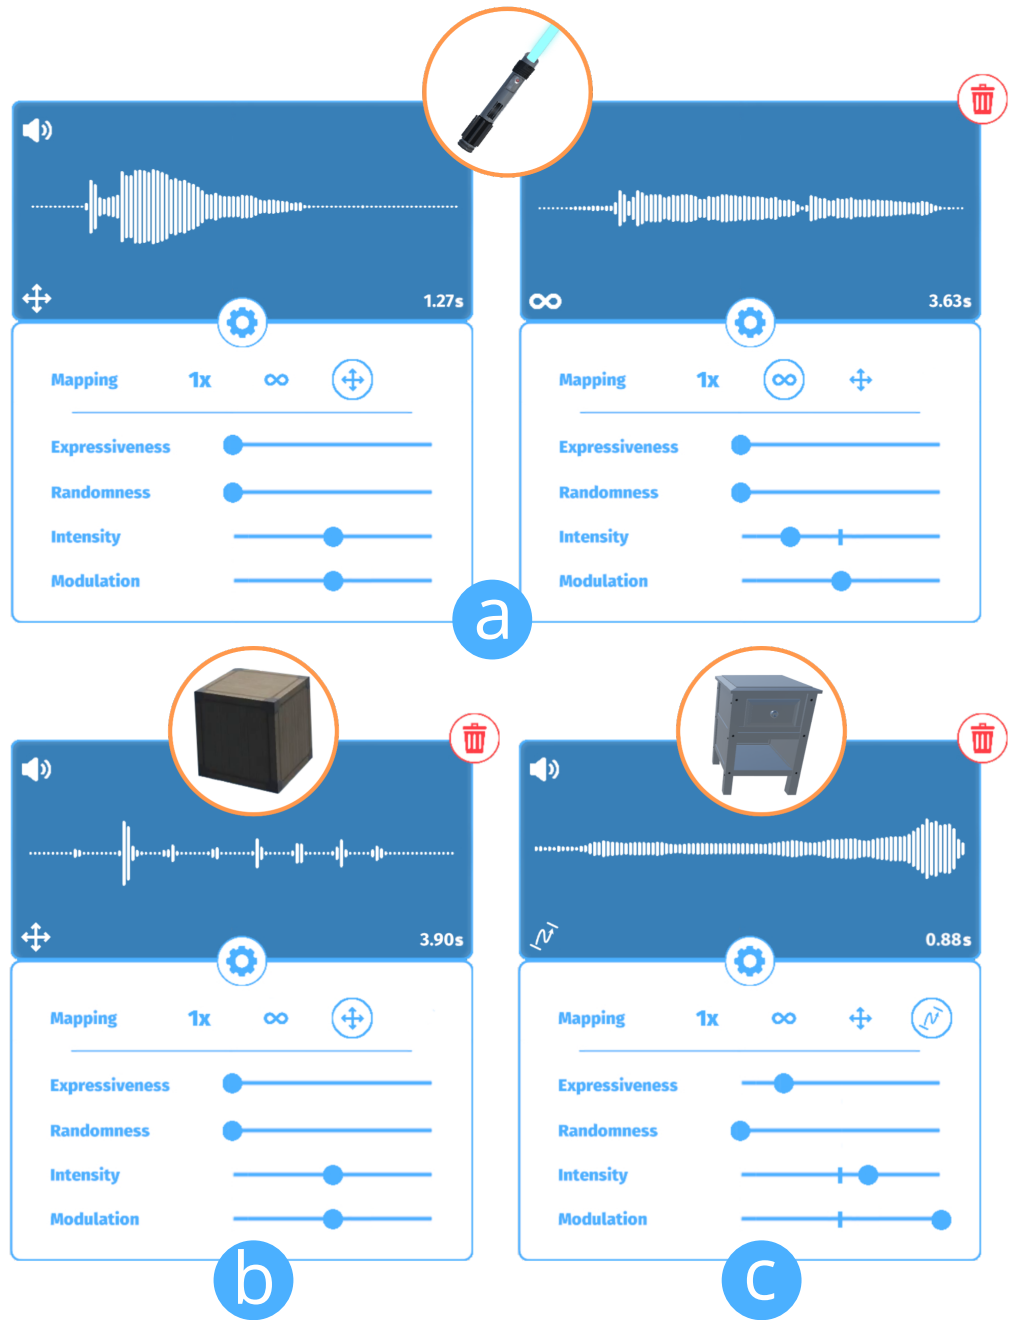 1.27s 3.63s
Mapping 1x ∞ Mapping 1x ∞
Expressiveness Expressiveness
Randomness Randomness
Intensity Intensity
Modulation Modulation
a
3.90s 0.88s
Mapping 1x ∞ Mapping 1x ∞
Expressiveness Expressiveness
Randomness Randomness
Intensity Intensity
Modulation Modulation
b c